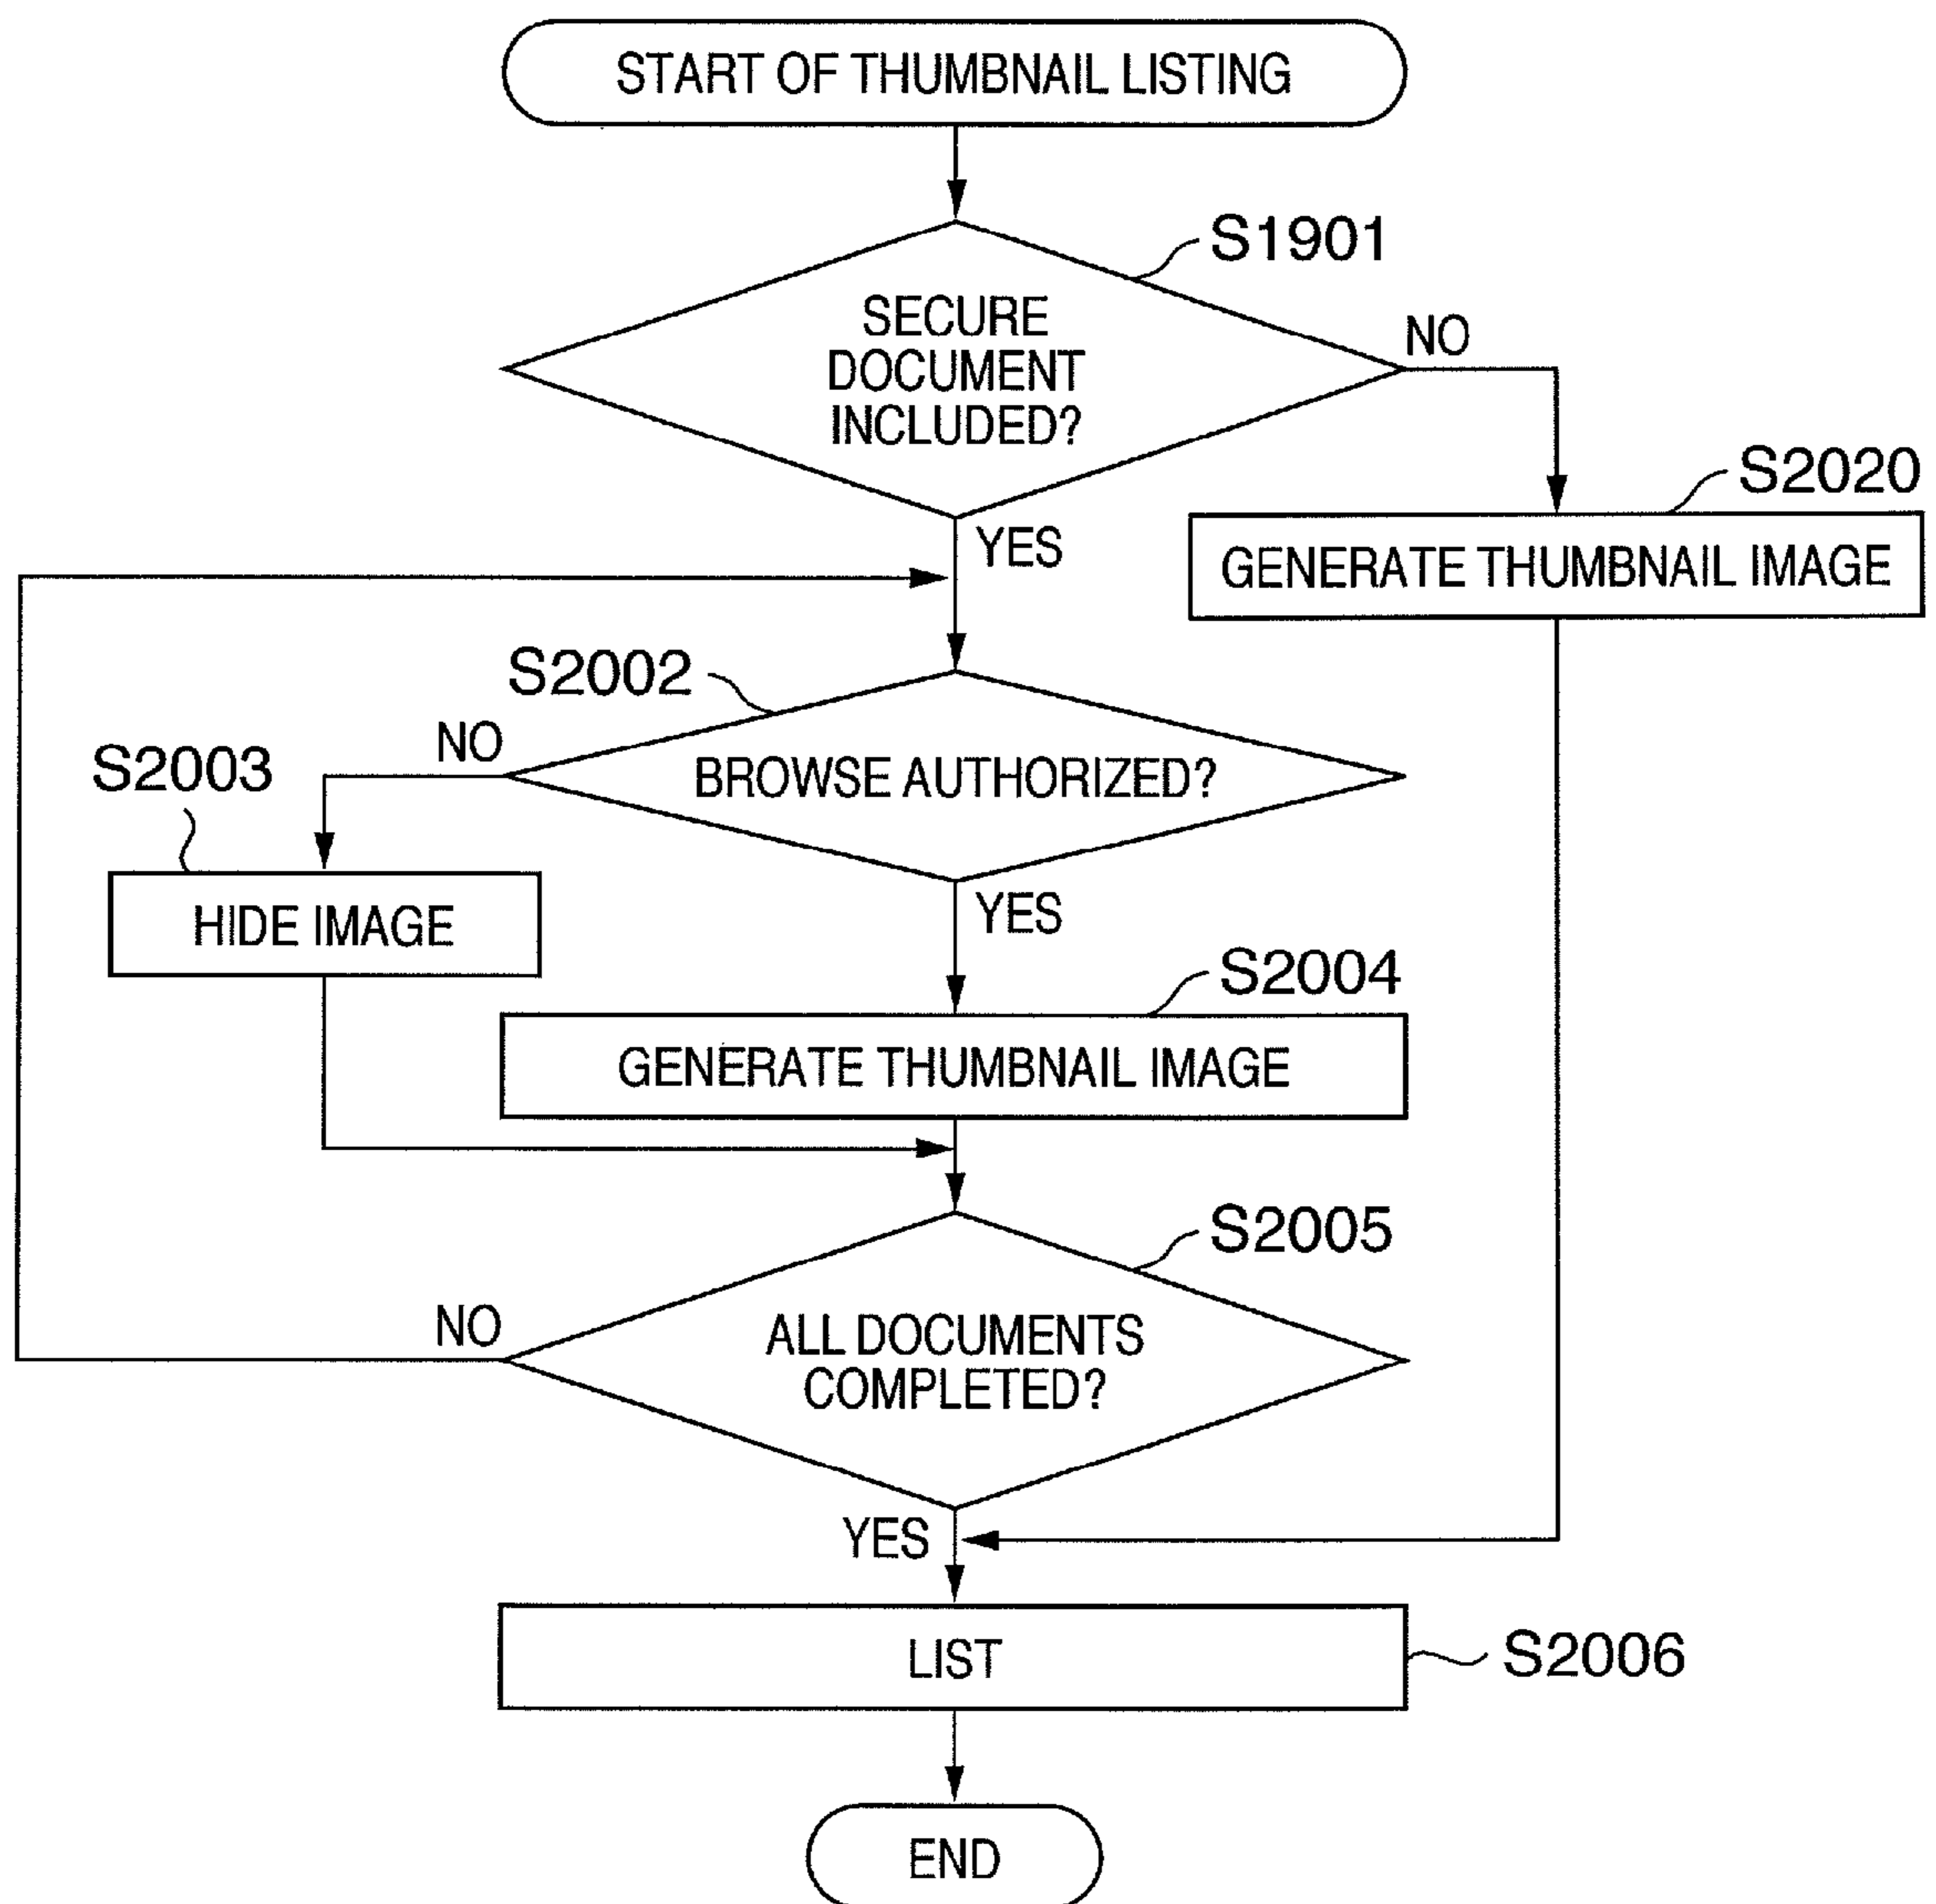 START OF THUMBNAIL LISTING
S1901
SECURE
DOCUMENT
INCLUDED?
NO
S2020
YES
GENERATE THUMBNAIL IMAGE
S2002
NO
BROWSE AUTHORIZED?
S2003
HIDE IMAGE
YES
S2004
GENERATE THUMBNAIL IMAGE
S2005
NO
ALL DOCUMENTS
COMPLETED?
YES
LIST
S2006
END